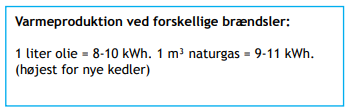 Varmeproduktion ved forskellige brændsler:
1 liter olie = 8-10 kWh. 1 m³ naturgas = 9-11 kWh.
(højest for nye kedler)